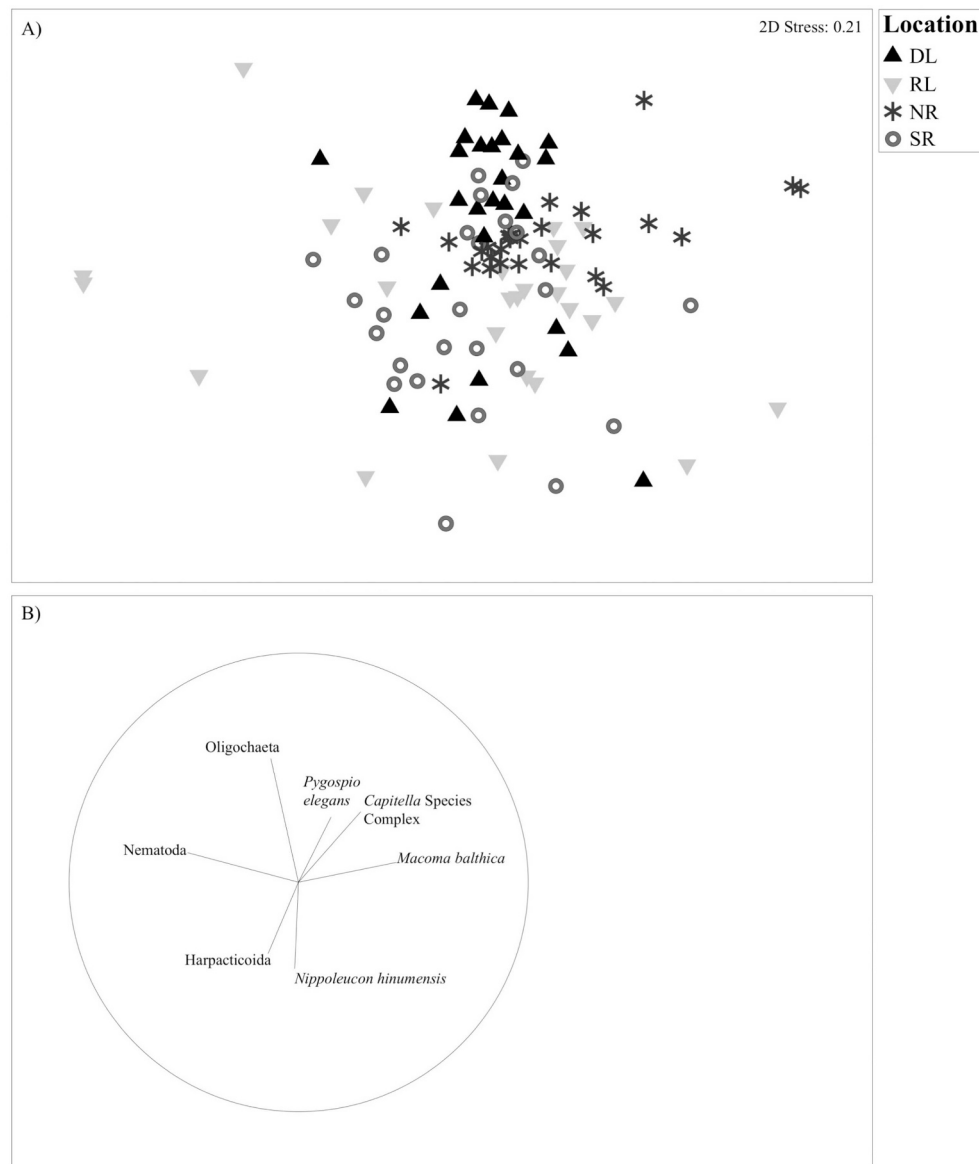 A)
2D Stress: 0.21
Location
DL
RL
NR
SR
B)
Oligochaeta
Pygospio
elegans
Capitella Species
Complex
Nematoda
Macoma balthica
Harpacticoida
Nippoleucon hinumensis